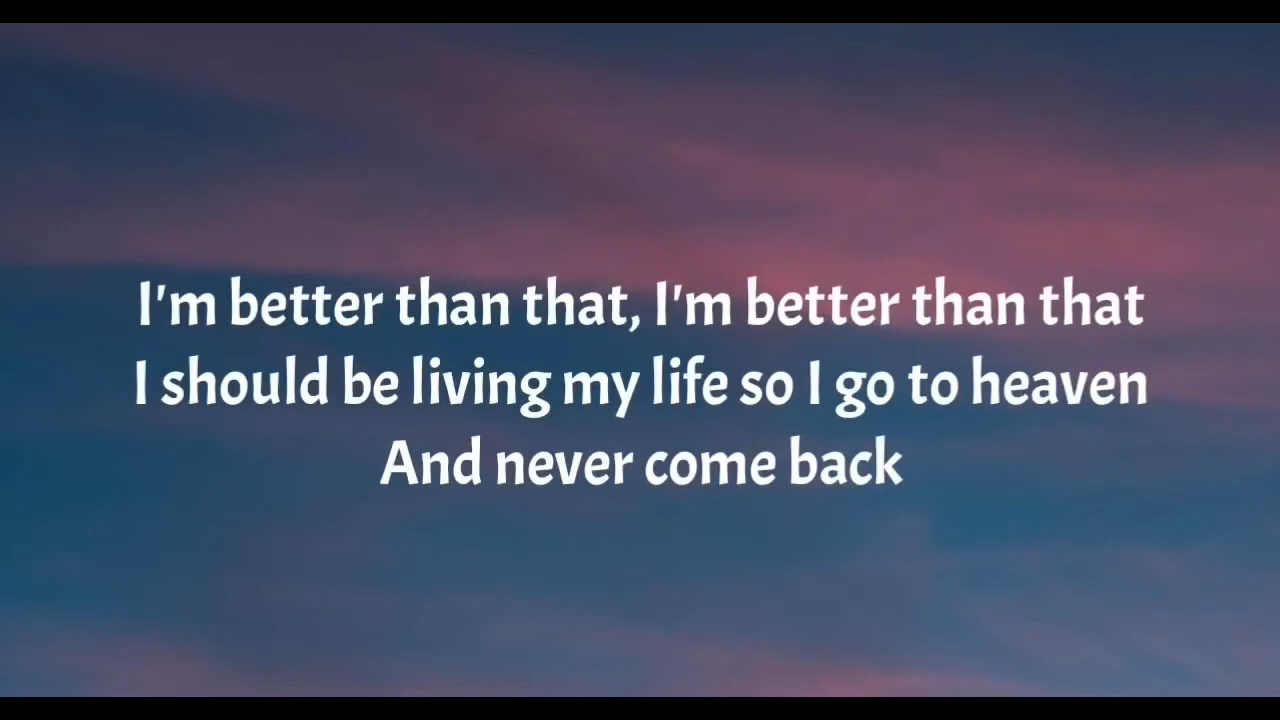 I'm better than that, I'm better than that
I should be living my life so I go to heaven
And never come back